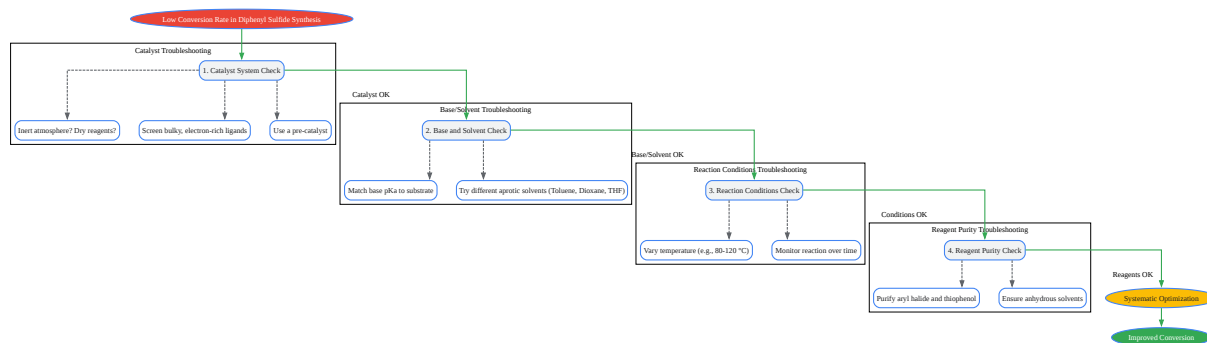 Low Conversion Rate in Diphenyl Sulfide Synthesis
Catalyst Troubleshooting
1. Catalyst System Check
Inert atmosphere? Dry reagents?
Screen bulky, electron-rich ligands
Use a pre-catalyst
Catalyst OK
Base/Solvent Troubleshooting
2. Base and Solvent Check
Match base pKa to substrate
Try different aprotic solvents (Toluene, Dioxane, THF)
Base/Solvent OK
Reaction Conditions Troubleshooting
3. Reaction Conditions Check
Vary temperature (e.g., 80-120 °C)
Monitor reaction over time
Conditions OK
Reagent Purity Troubleshooting
4. Reagent Purity Check
Purify aryl halide and thiophenol
Ensure anhydrous solvents
Reagents OK
Systematic Optimization
Improved Conversion